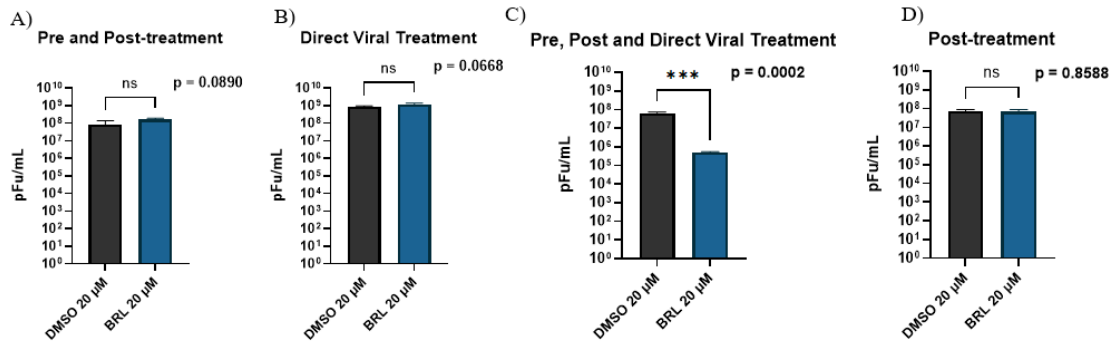 A)
Pre and Post-treatment
ns
p = 0.0890
pFu/mL
10¹⁰
10⁹
10⁸
10⁷
10⁶
10⁵
10⁴
10³
10²
10¹
10⁰
DMSO 20 µM
BRL 20 µM
B)
Direct Viral Treatment
ns
p = 0.0668
pFu/mL
10¹⁰
10⁹
10⁸
10⁷
10⁶
10⁵
10⁴
10³
10²
10¹
10⁰
DMSO 20 µM
BRL 20 µM
C)
Pre, Post and Direct Viral Treatment
***
p = 0.0002
pFu/mL
10¹⁰
10⁹
10⁸
10⁷
10⁶
10⁵
10⁴
10³
10²
10¹
10⁰
DMSO 20 µM
BRL 20 µM
D)
Post-treatment
ns
p = 0.8588
pFu/mL
10¹⁰
10⁹
10⁸
10⁷
10⁶
10⁵
10⁴
10³
10²
10¹
10⁰
DMSO 20 µM
BRL 20 µM